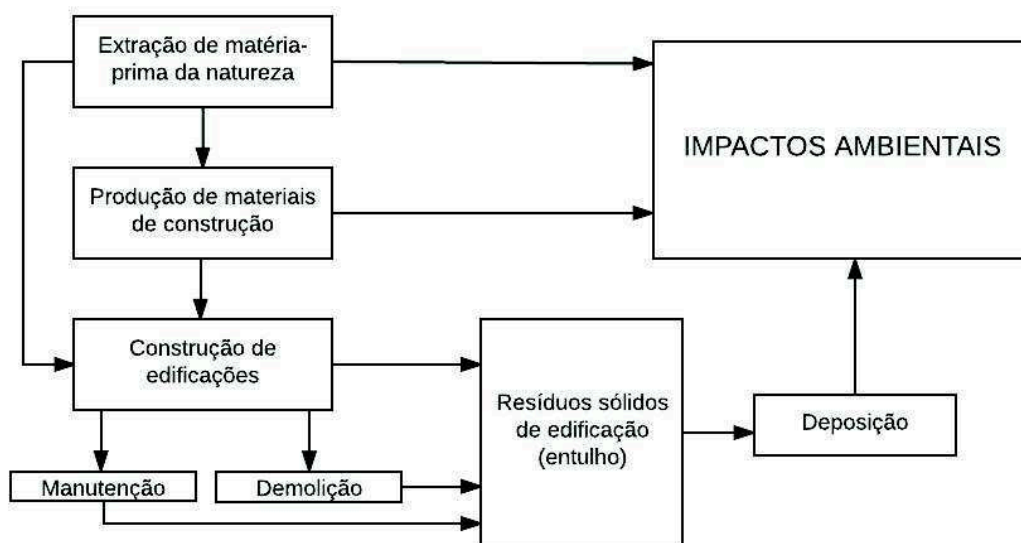 Extração de matéria-
prima da natureza
IMPACTOS AMBIENTAIS
Produção de materiais
de construção
Construção de
edificações
Resíduos sólidos
de edificação
(entulho)
Deposição
Manutenção
Demolição